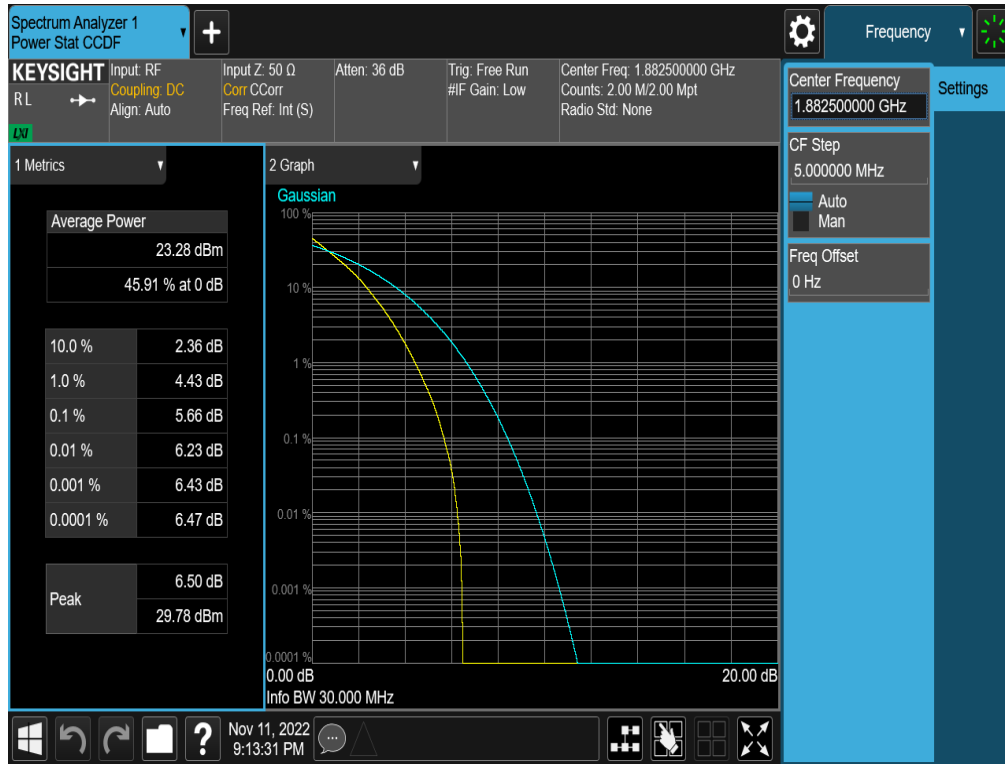 Spectrum Analyzer 1
Power Stat CCDF
+
Frequency
KEYSIGHT
RL
LXI
Input: RF
Coupling: DC
Align: Auto
Input Z: 50 Ω
Corr CCorr
Freq Ref: Int (S)
Atten: 36 dB
Trig: Free Run
#IF Gain: Low
Center Freq: 1.882500000 GHz
Counts: 2.00 M/2.00 Mpt
Radio Std: None
Center Frequency
1.882500000 GHz
Settings
CF Step
5.000000 MHz
Auto
Man
Freq Offset
0 Hz
1 Metrics
Average Power
23.28 dBm
45.91 % at 0 dB
10.0 % 2.36 dB
1.0 % 4.43 dB
0.1 % 5.66 dB
0.01 % 6.23 dB
0.001 % 6.43 dB
0.0001 % 6.47 dB
Peak
6.50 dB
29.78 dBm
2 Graph
Gaussian
100 %
10 %
1 %
0.1 %
0.01 %
0.001 %
0.0001 %
0.00 dB 20.00 dB
Info BW 30.000 MHz
?
Nov 11, 2022
9:13:31 PM